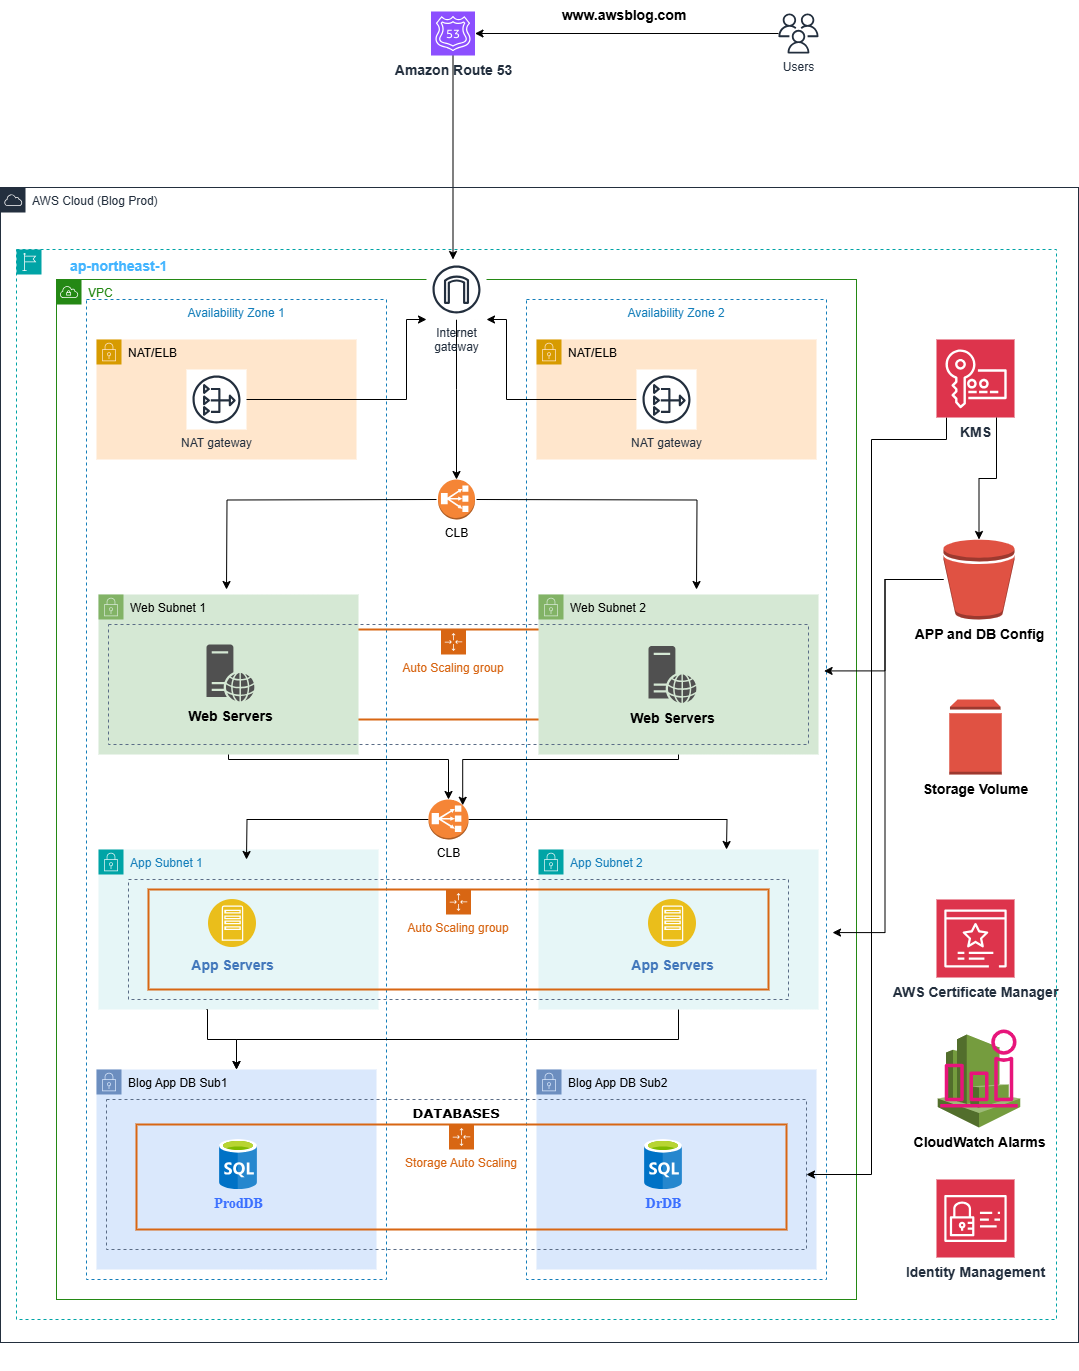 www.awsblog.com
53
Amazon Route 53
Users
AWS Cloud (Blog Prod)
ap-northeast-1
VPC
Availability Zone 1
Availability Zone 2
Internet
gateway
NAT/ELB
NAT/ELB
NAT gateway
NAT gateway
KMS
CLB
Web Subnet 1
Web Subnet 2
APP and DB Config
Auto Scaling group
Web Servers
Web Servers
Storage Volume
CLB
App Subnet 1
App Subnet 2
Auto Scaling group
App Servers
App Servers
AWS Certificate Manager
Blog App DB Sub1
Blog App DB Sub2
DATABASES
CloudWatch Alarms
SQL
SQL
Storage Auto Scaling
ProdDB
DrDB
Identity Management